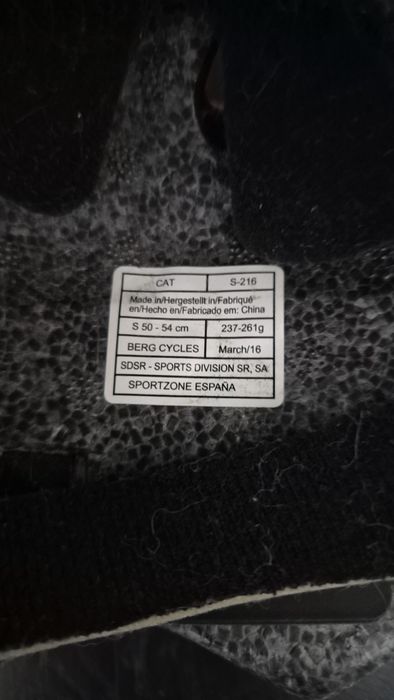 CAT S-216
Made in/Hergestellt in/Fabriqué
en/Hecho en/Fabricado em: China
S 50 - 54 cm 237-261g
BERG CYCLES March/16
SDSR - SPORTS DIVISION SR, SA
SPORTZONE ESPAÑA